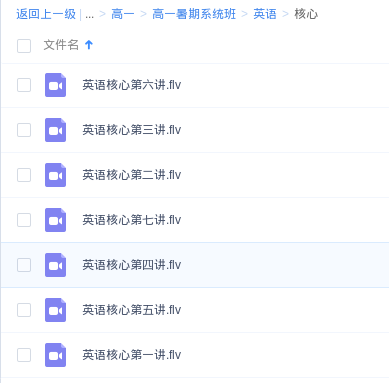 返回上一级 | ... > 高一 > 高一暑期系统班 > 英语 > 核心
文件名
英语核心第六讲.flv
英语核心第三讲.flv
英语核心第二讲.flv
英语核心第七讲.flv
英语核心第四讲.flv
英语核心第五讲.flv
英语核心第一讲.flv